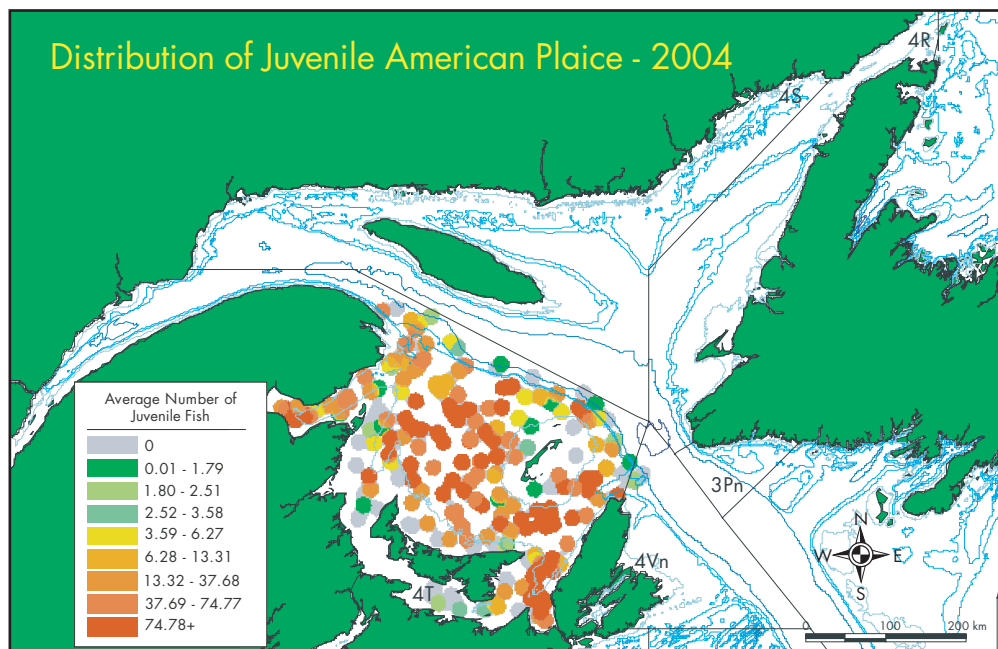 Distribution of Juvenile American Plaice - 2004
4R
4S
Average Number of
Juvenile Fish
0
0.01 - 1.79
1.80 - 2.51
2.52 - 3.58
3.59 - 6.27
6.28 - 13.31
13.32 - 37.68
37.69 - 74.77
74.78+
3Pn
N
W E
S
4Vn
4T
0 100 200 km